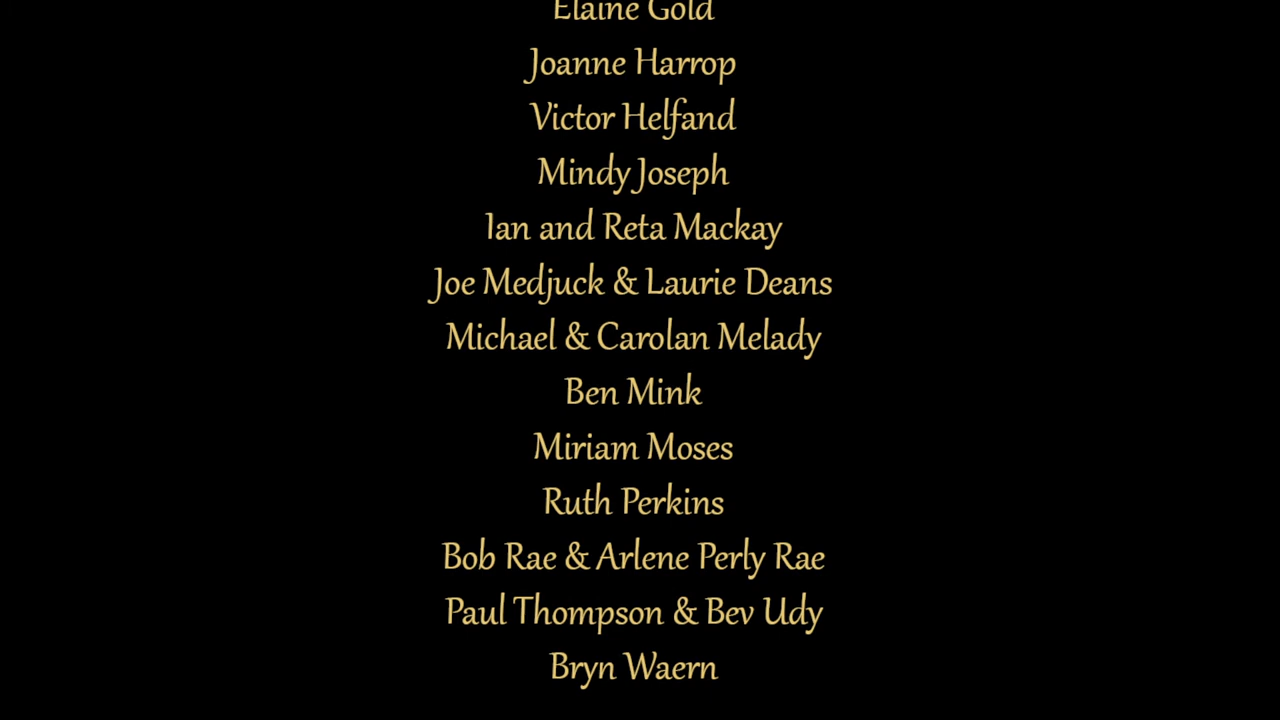 Elaine Gold
Joanne Harrop
Victor Helfand
Mindy Joseph
Ian and Reta Mackay
Joe Medjuck & Laurie Deans
Michael & Carolan Melady
Ben Mink
Miriam Moses
Ruth Perkins
Bob Rae & Arlene Perly Rae
Paul Thompson & Bev Udy
Bryn Waern